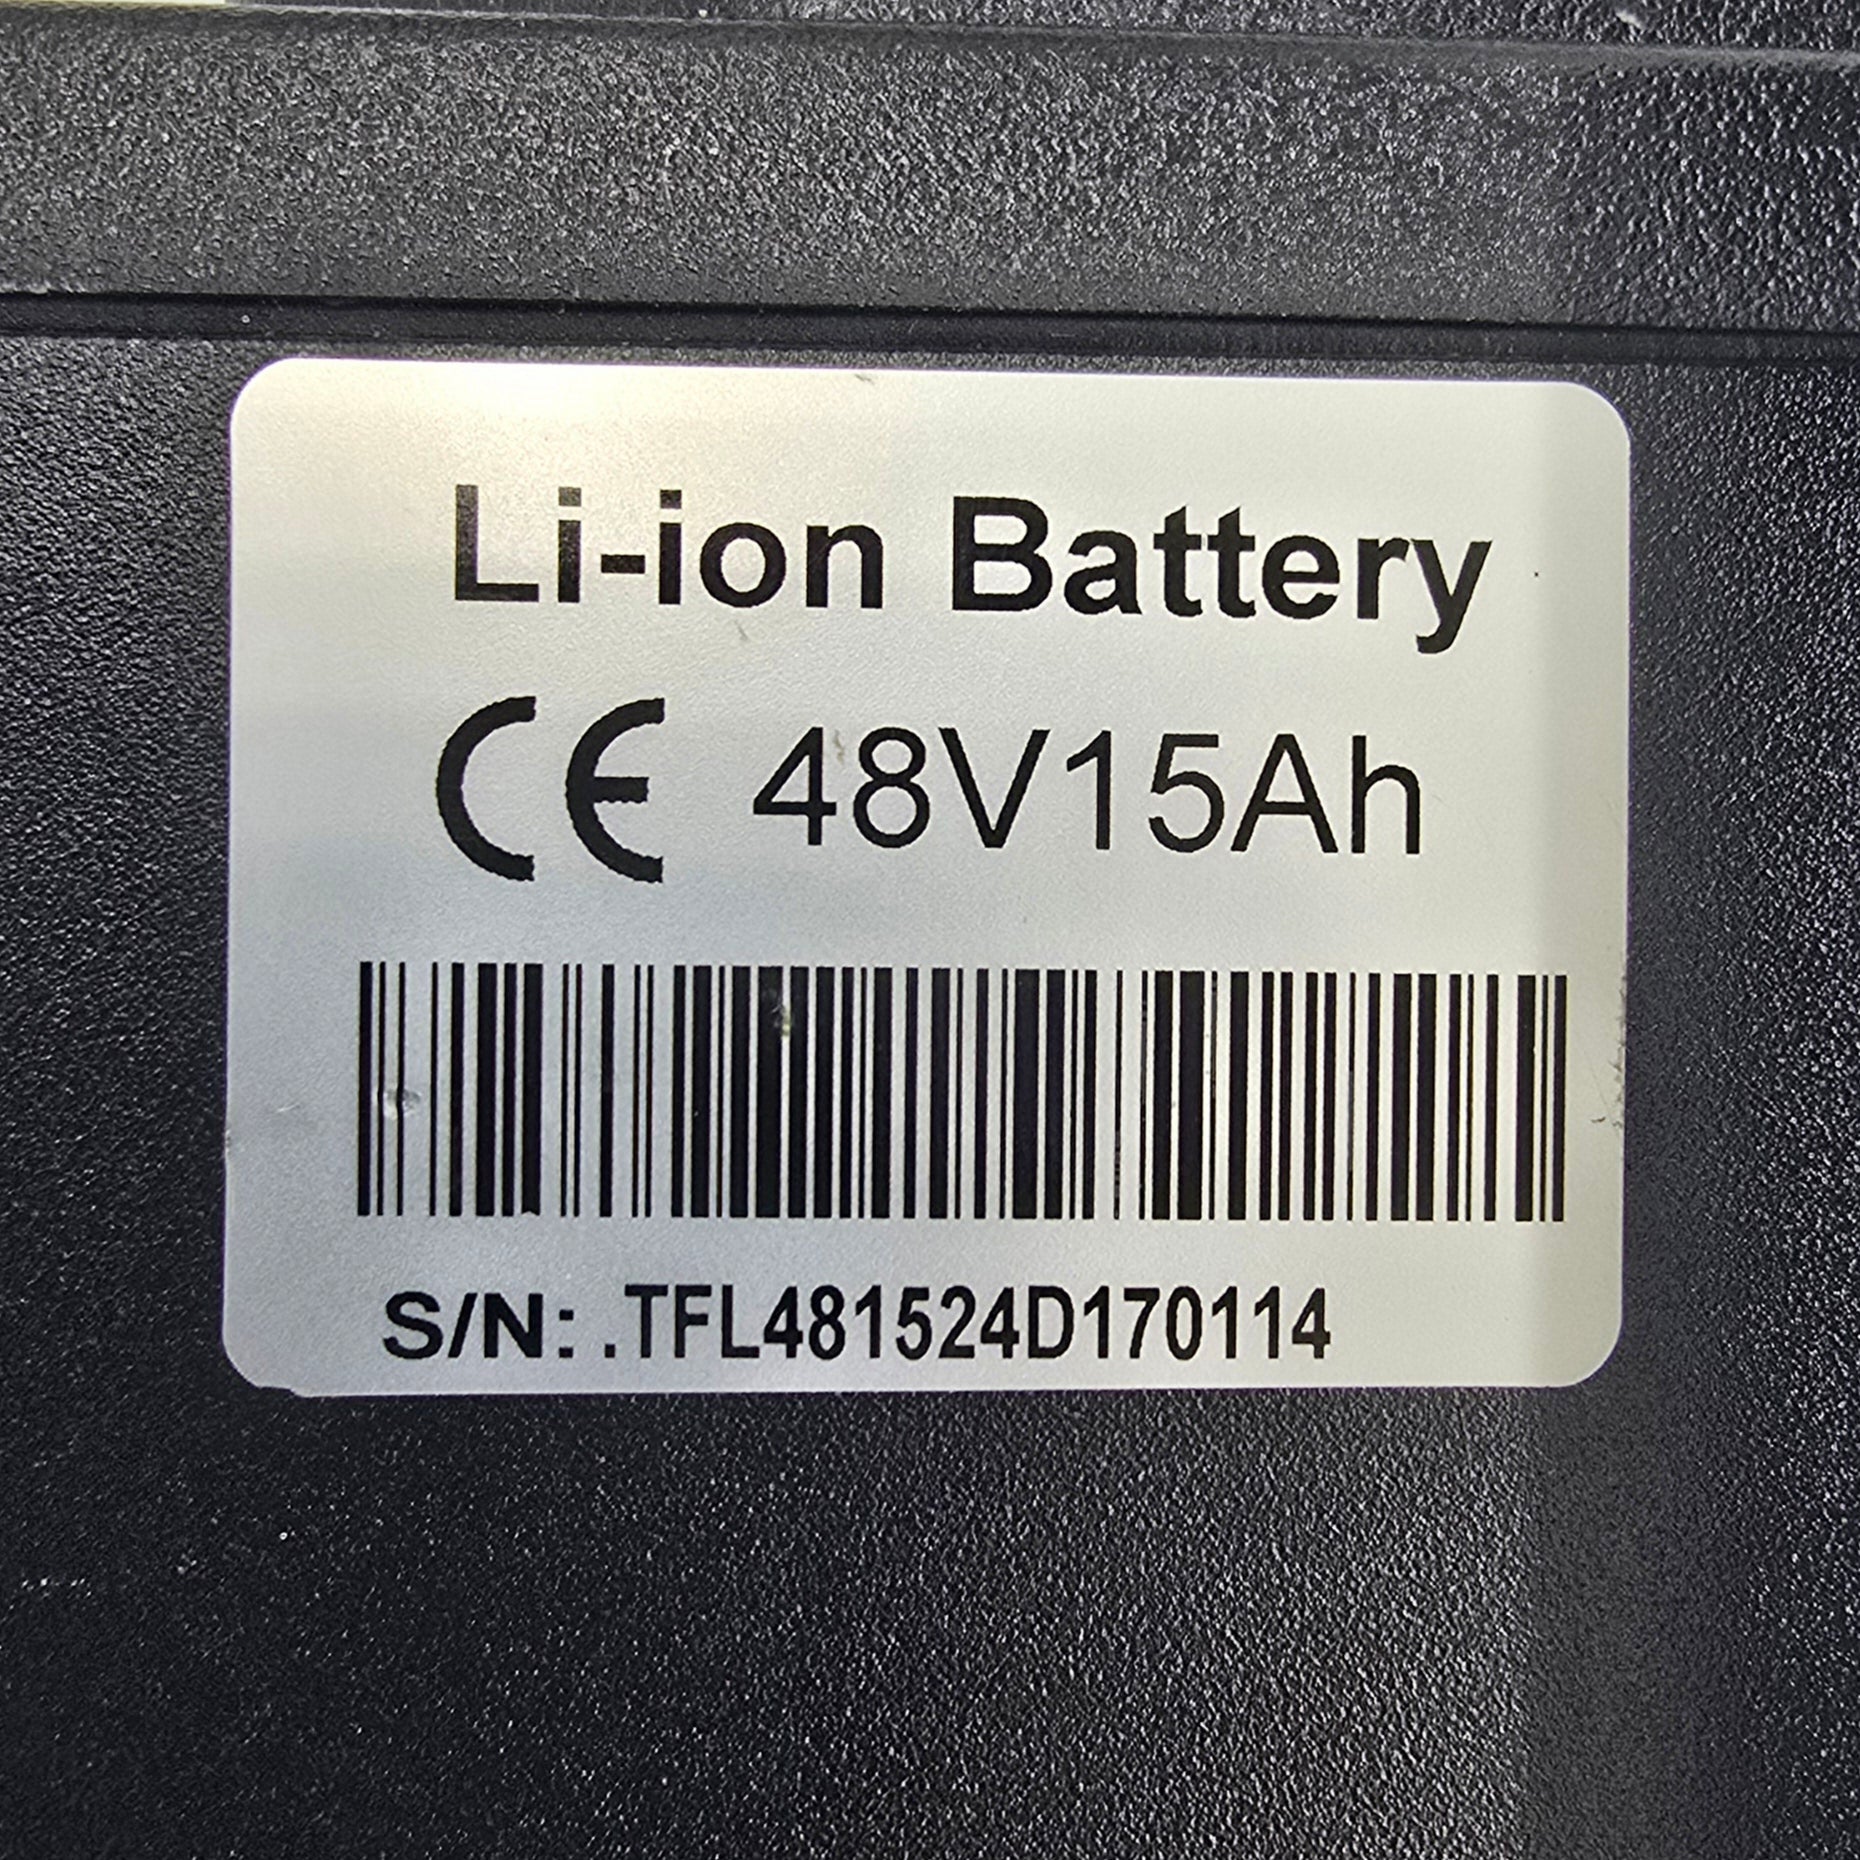 Li-ion Battery
CE 48V15Ah
S/N: .TFL481524D170114